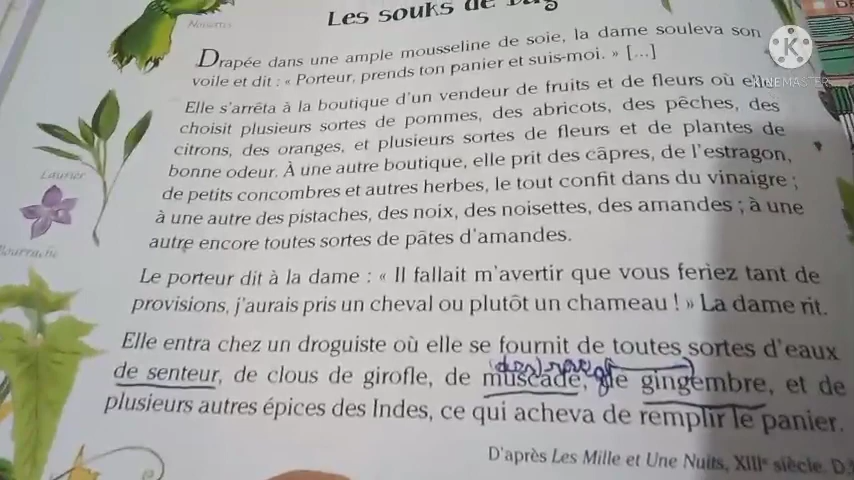 Les souks de
Drapée dans une ample mousseline de soie, la dame souleva son
voile et dit : « Porteur, prends ton panier et suis-moi. » [...]
Elle s'arrêta à la boutique d'un vendeur de fruits et de fleurs où elle
choisit plusieurs sortes de pommes, des abricots, des pêches, des
citrons, des oranges, et plusieurs sortes de fleurs et de plantes de
bonne odeur. À une autre boutique, elle prit des câpres, de l'estragon,
de petits concombres et autres herbes, le tout confit dans du vinaigre ;
à une autre des pistaches, des noix, des noisettes, des amandes ; à une
autre encore toutes sortes de pâtes d'amandes.
Le porteur dit à la dame : « Il fallait m'avertir que vous feriez tant de
provisions, j'aurais pris un cheval ou plutôt un chameau ! » La dame rit.
Elle entra chez un droguiste où elle se fournit de toutes sortes d'eaux
de senteur, de clous de girofle, de muscade, de gingembre, et de
plusieurs autres épices des Indes, ce qui acheva de remplir le panier.
D'après Les Mille et Une Nuits, XIIIe siècle.
Noisettes
Laurier
Bourrache
KINEMASTER